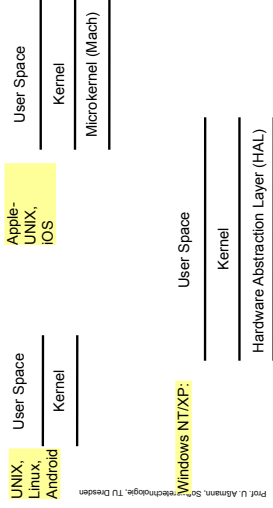 UNIX,
Linux,
Android
User Space
Kernel
Apple-
UNIX,
iOS
User Space
Kernel
Microkernel (Mach)
Windows NT/XP:
User Space
Kernel
Hardware Abstraction Layer (HAL)
Prof. U. Aßmann, Softwaretechnologie, TU Dresden